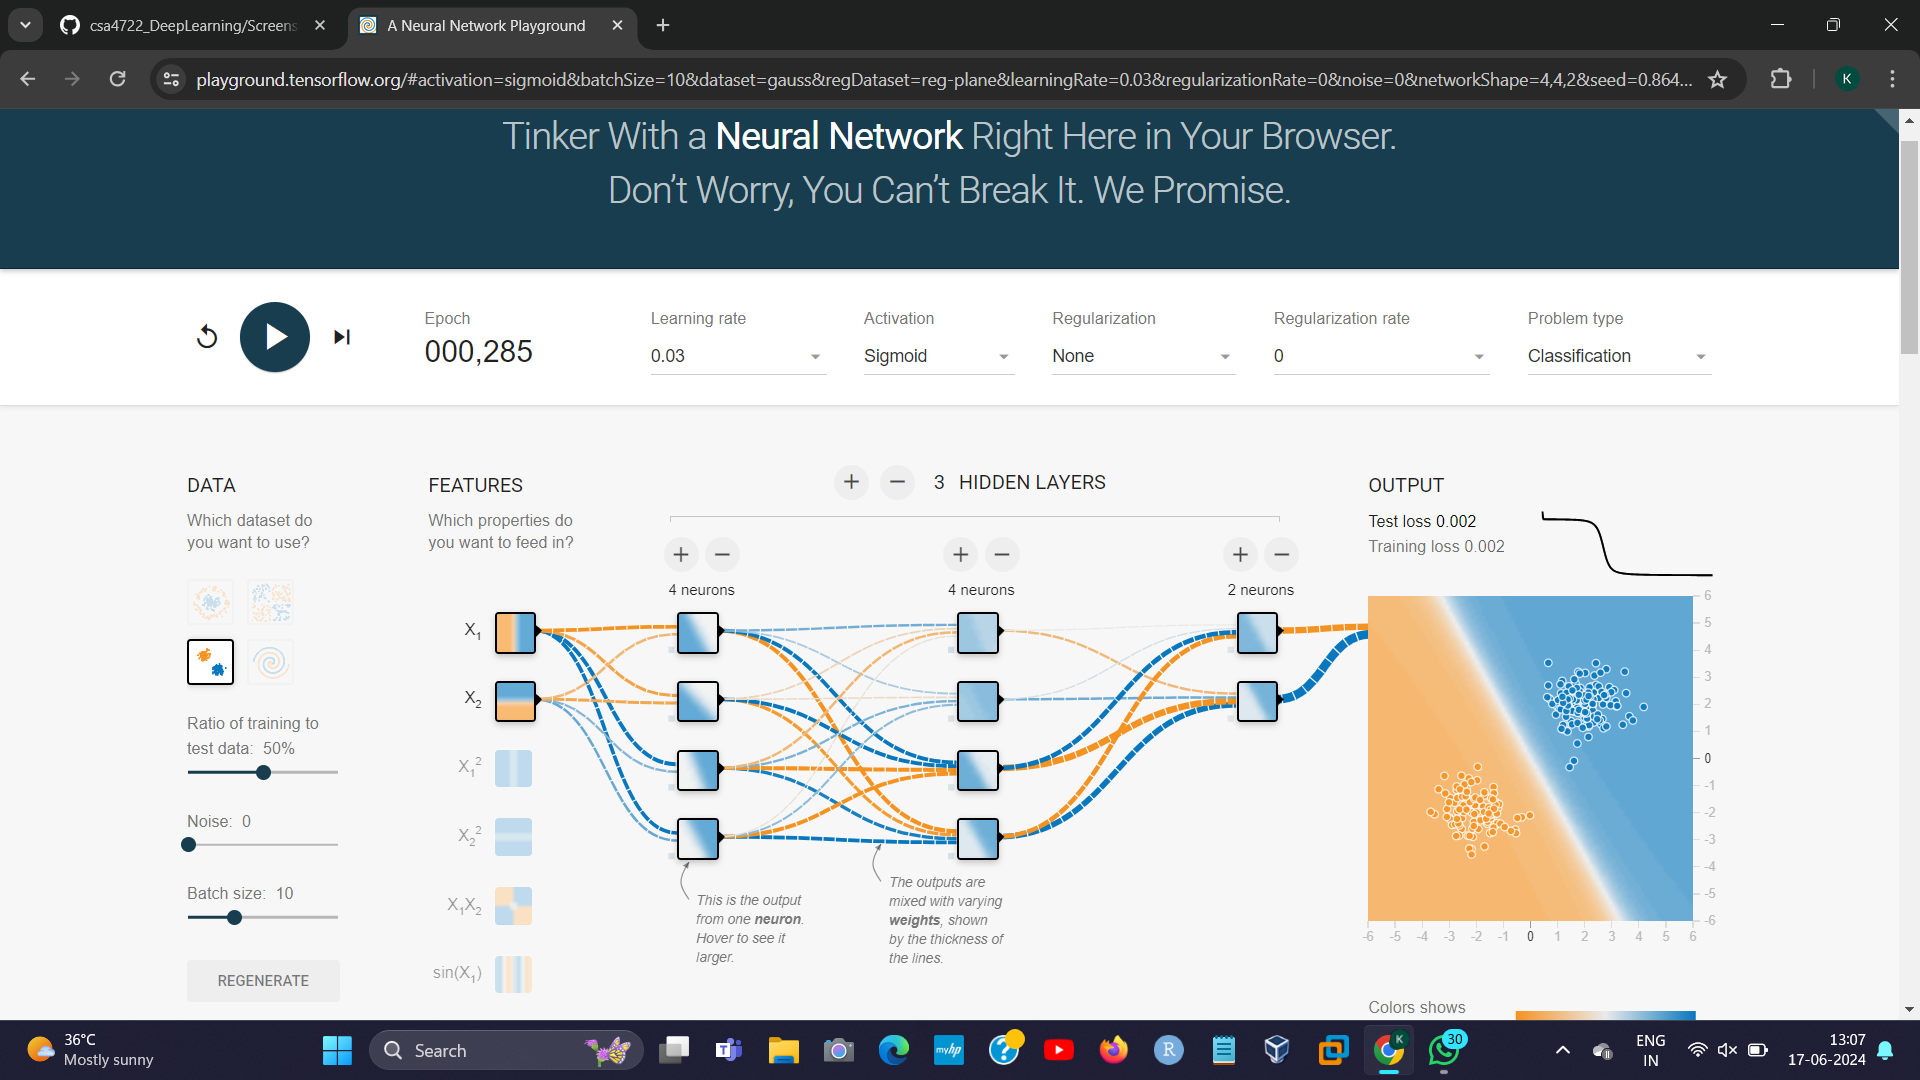 csa4722_DeepLearning/Screens
A Neural Network Playground
playground.tensorflow.org/#activation=sigmoid&batchSize=10&dataset=gauss&regDataset=reg-plane&learningRate=0.03&regularizationRate=0&noise=0&networkShape=4,4,2&seed=0.864...
K
Tinker With a Neural Network Right Here in Your Browser.
Don't Worry, You Can't Break It. We Promise.
Epoch
000,285
Learning rate
0.03
Activation
Sigmoid
Regularization
None
Regularization rate
0
Problem type
Classification
DATA
Which dataset do
you want to use?
Ratio of training to
test data: 50%
Noise: 0
Batch size: 10
REGENERATE
FEATURES
Which properties do
you want to feed in?
X1
X2
X1²
X2²
X1X2
sin(X1)
+ − 3 HIDDEN LAYERS
+ −
4 neurons
+ −
4 neurons
+ −
2 neurons
This is the output
from one neuron.
Hover to see it
larger.
The outputs are
mixed with varying
weights, shown
by the thickness of
the lines.
OUTPUT
Test loss 0.002
Training loss 0.002
6
5
4
3
2
1
0
-1
-2
-3
-4
-5
-6
-6 -5 -4 -3 -2 -1 0 1 2 3 4 5 6
Colors shows
36°C
Mostly sunny
Search
myhp
R
K
30
ENG
IN
13:07
17-06-2024